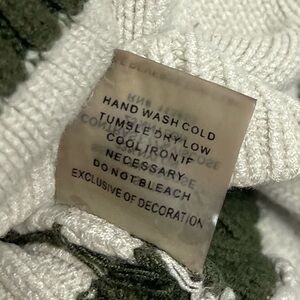 HAND WASH COLD
TUMBLE DRY LOW
COOL IRON IF
NECESSARY
DO NOT BLEACH
EXCLUSIVE OF DECORATION